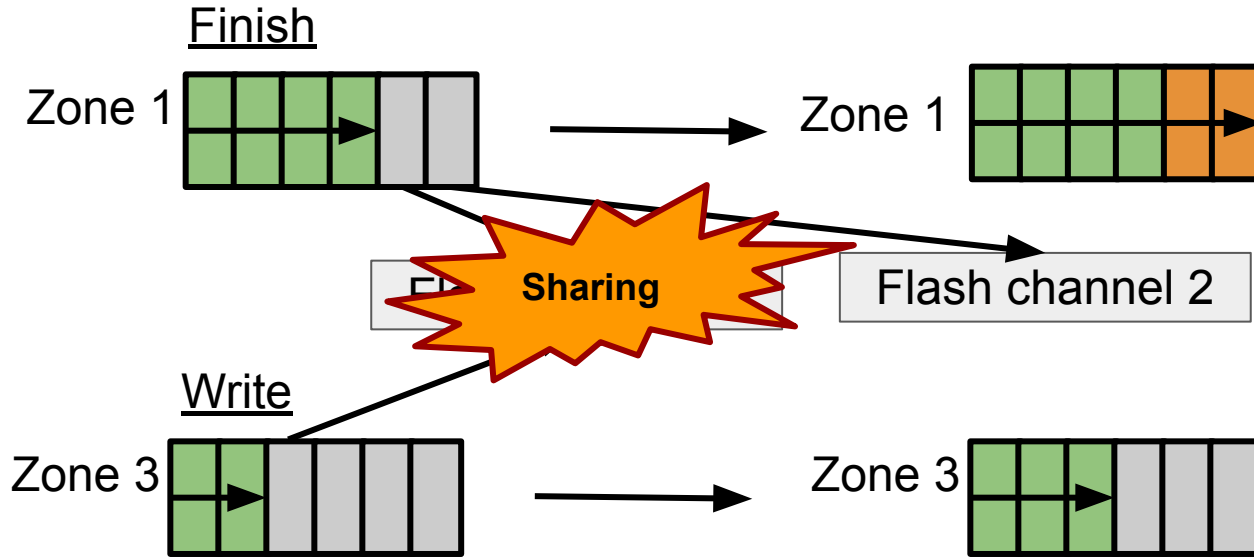 Finish
Zone 1
Zone 1
Sharing
Flash channel 2
Write
Zone 3
Zone 3